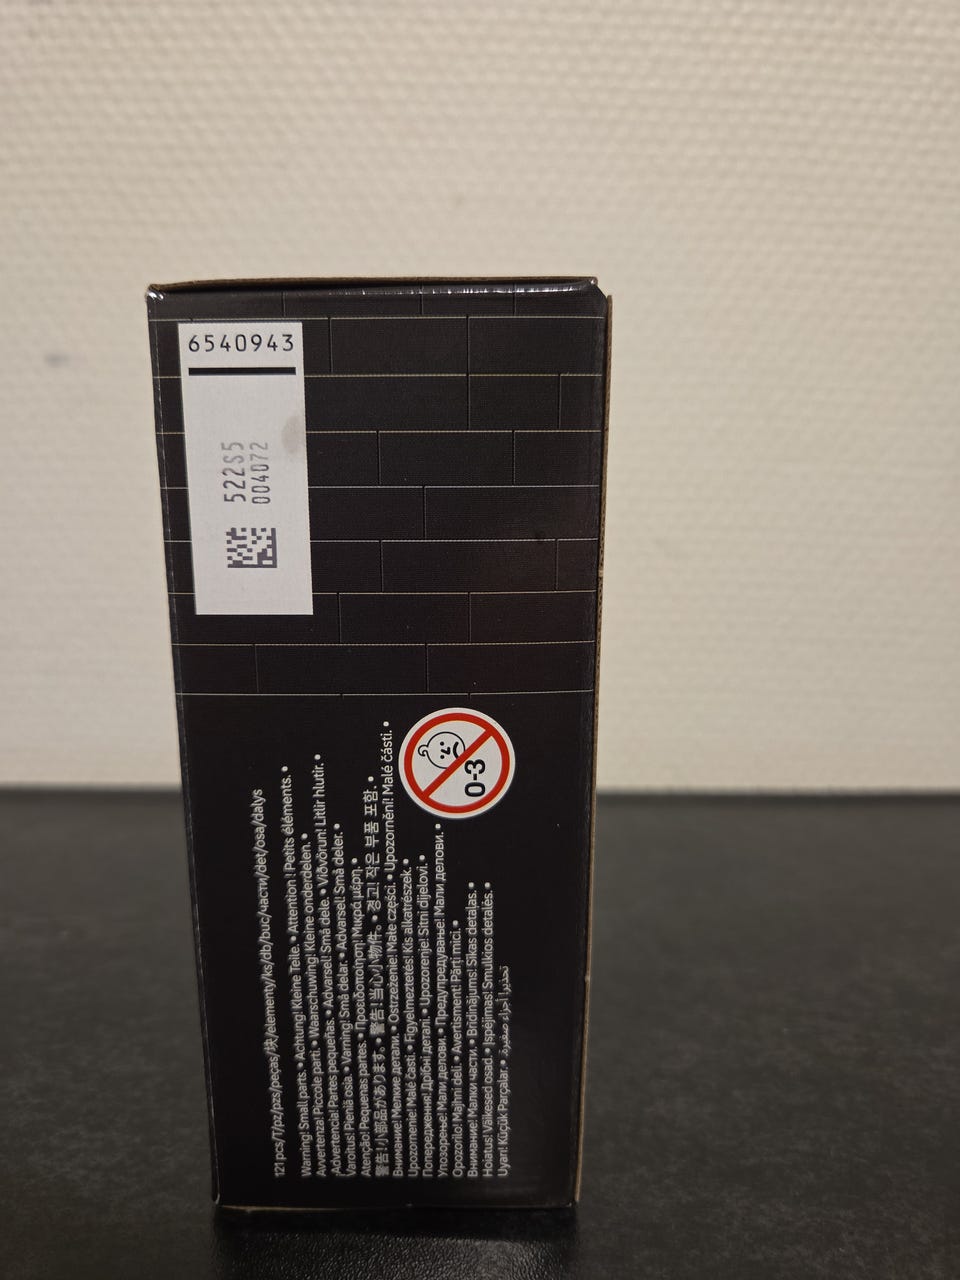 6540943
522S5
004072
0-3
121 pcs/T/pz/pzs/peças/块/elementy/ks/db/buc/части/det/osa/dalys
Warning! Small parts. • Achtung! Kleine Teile. • Attention ! Petits éléments. •
Avvertenza! Piccole parti. • Waarschuwing! Kleine onderdelen. •
¡Advertencia! Partes pequeñas. • Advarsel! Små dele. • Viðvörun! Litlir hlutir. •
Varoitus! Pieniä osia. • Varning! Små delar. • Advarsel! Små deler. •
Atenção! Pequenas partes. • Προειδοποίηση! Μικρά μέρη. •
警告！小部品があります。• 警告！当心小物件。• 경고! 작은 부품 포함. •
Внимание! Мелкие детали. • Ostrzeżenie! Małe części. • Upozornění! Malé části. •
Upozornenie! Malé časti. • Figyelmeztetés! Kis alkatrészek. •
Попередження! Дрібні деталі. • Upozorenje! Sitni dijelovi. •
Упозорење! Мали делови. • Предупредување! Мали делови. •
Opozorilo! Majhni deli. • Avertisment! Părți mici. •
Внимание! Малки части. • Brīdinājums! Sīkas detaļas. •
Hoiatus! Väikesed osad. • Įspėjimas! Smulkios detalės. •
Uyarı! Küçük Parçalar. • تحذير! أجزاء صغيرة.